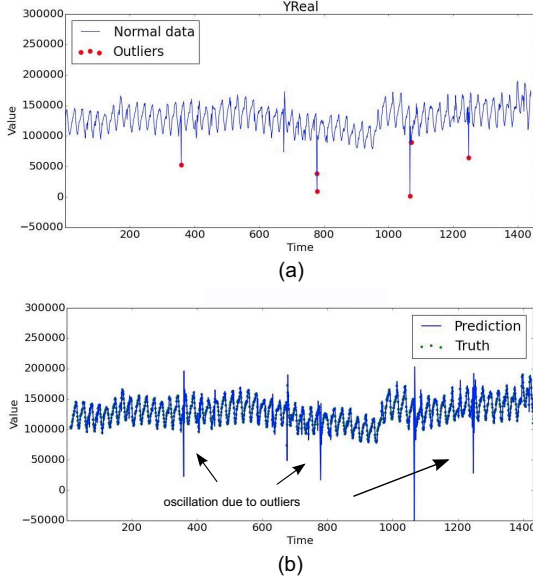 YReal
300000
250000
200000
150000
100000
50000
0
−50000
Value
Normal data
Outliers
200 400 600 800 1000 1200 1400
Time
(a)
300000
250000
200000
150000
100000
50000
0
−50000
Value
Prediction
Truth
oscillation due to outliers
200 400 600 800 1000 1200 1400
Time
(b)